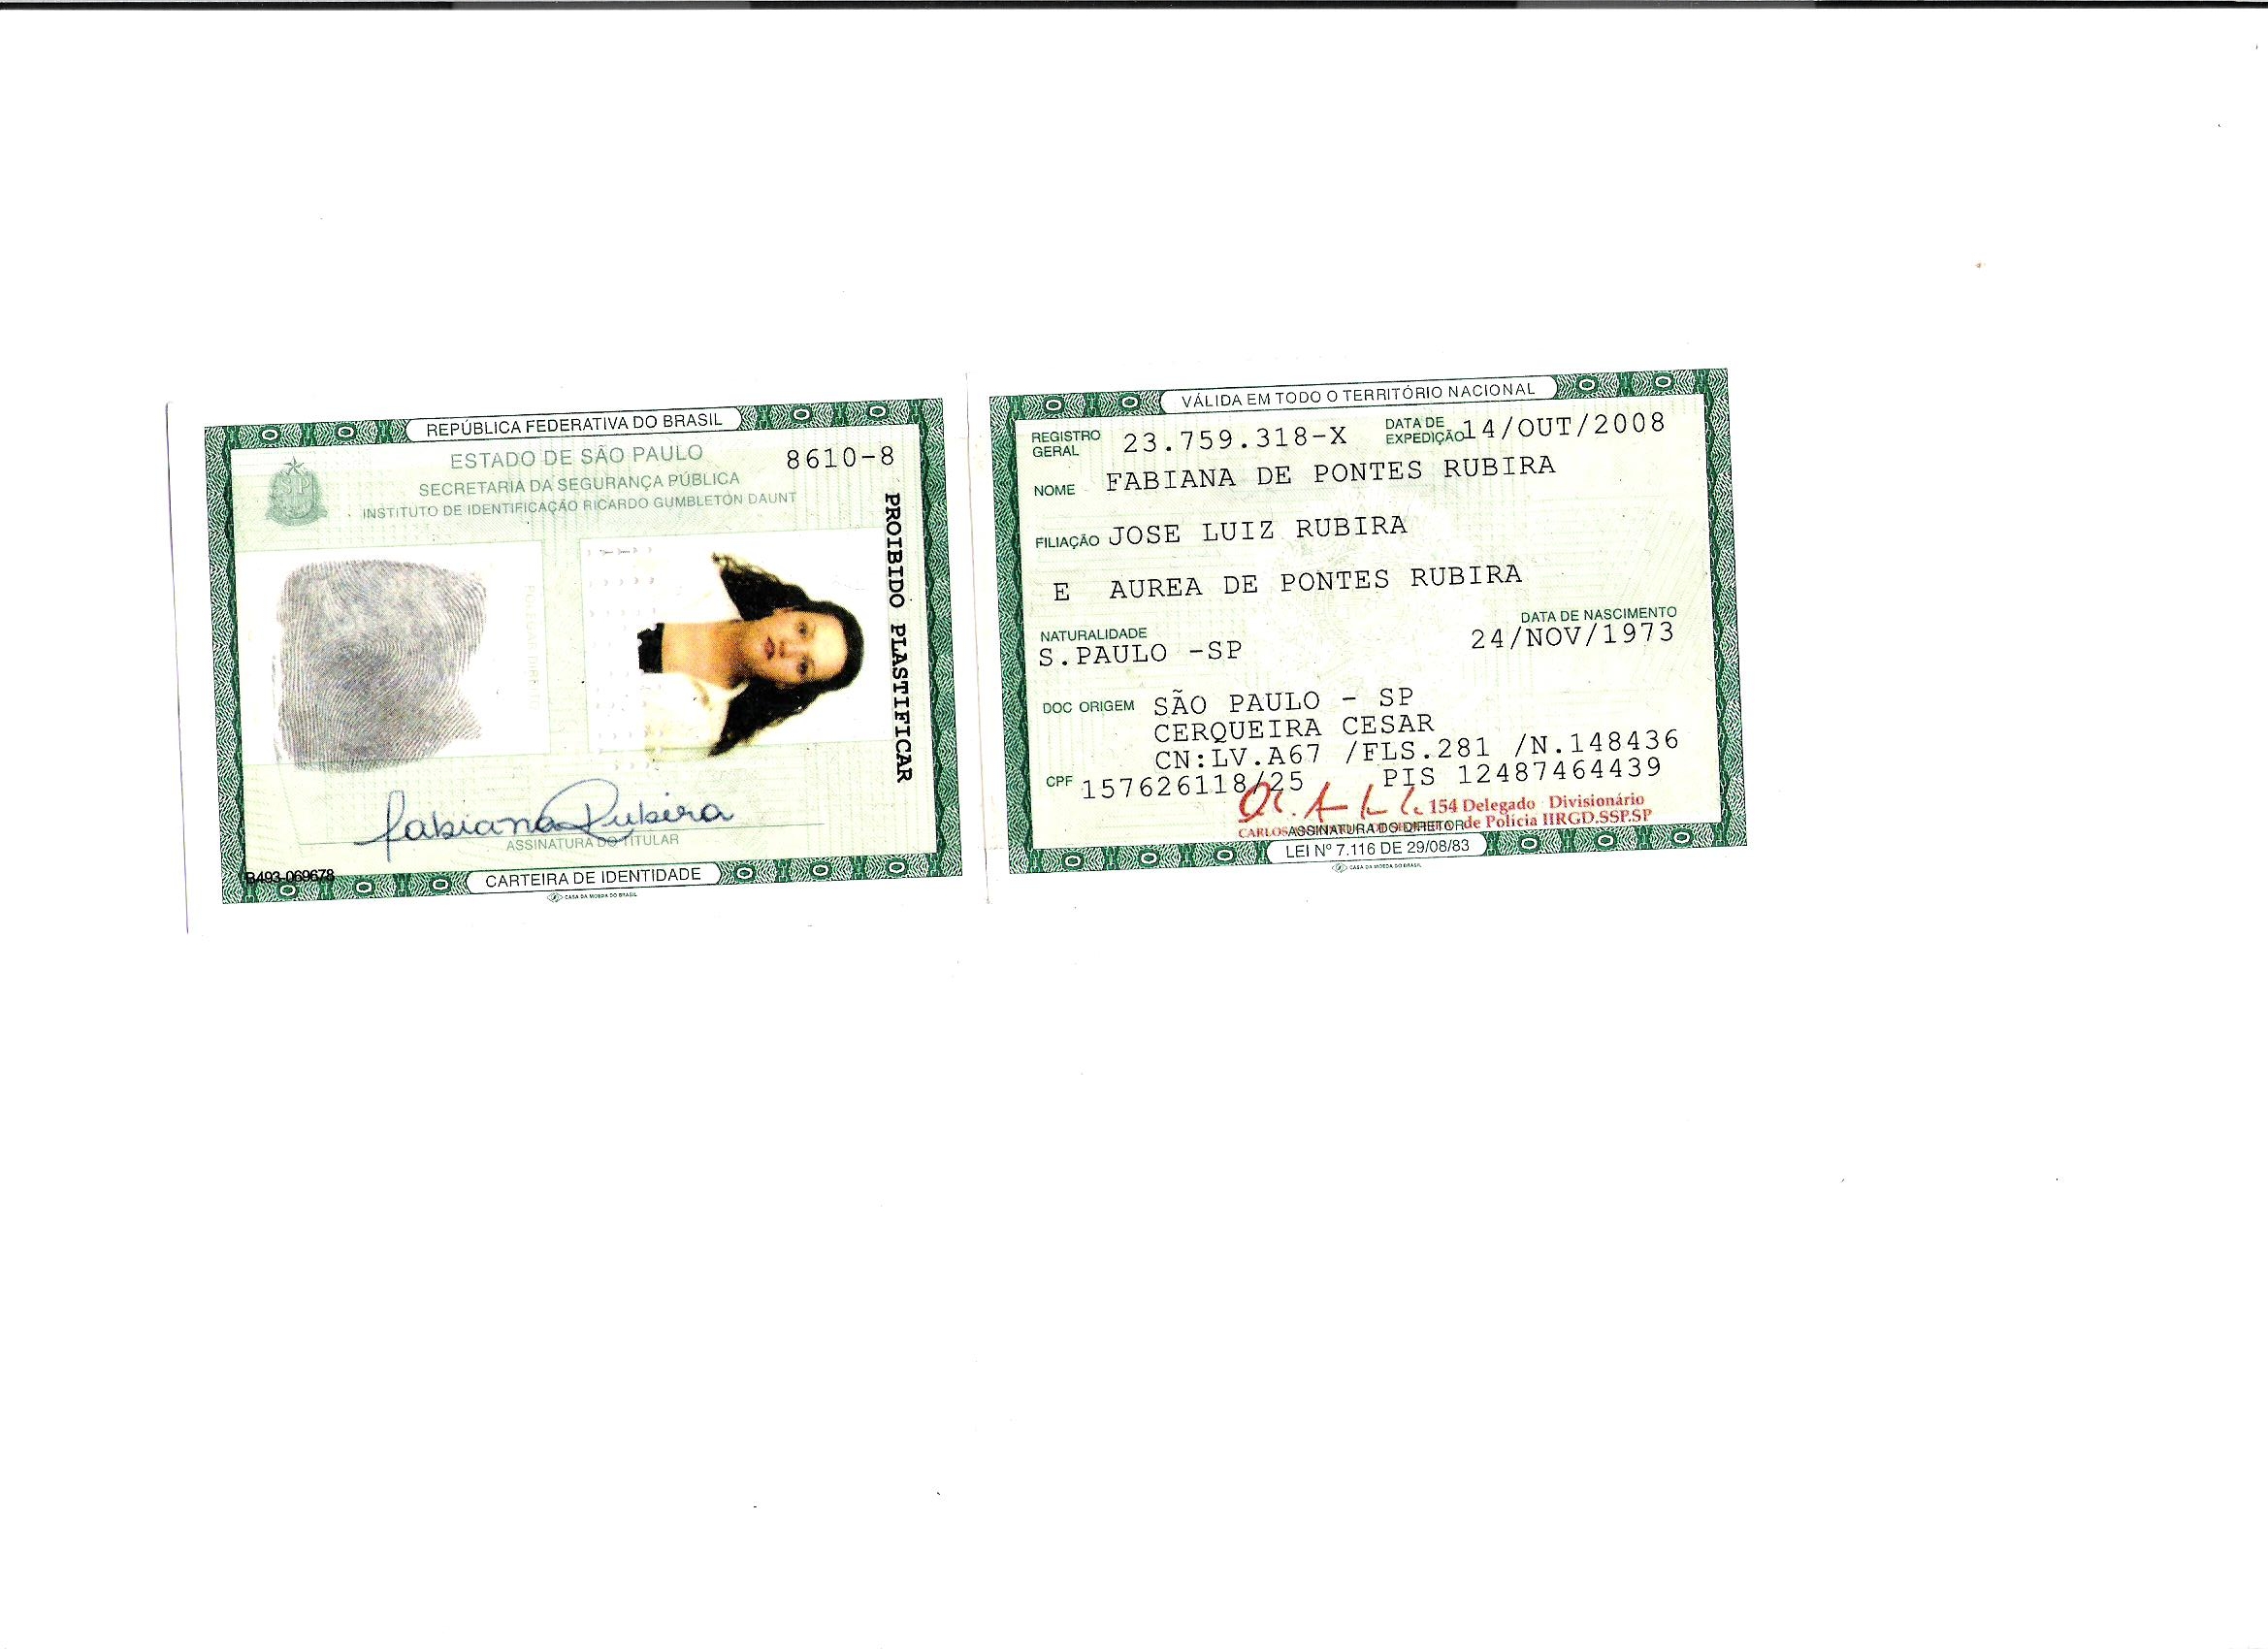 REPÚBLICA FEDERATIVA DO BRASIL
ESTADO DE SÃO PAULO
8610-8
SECRETARIA DA SEGURANÇA PÚBLICA
INSTITUTO DE IDENTIFICAÇÃO RICARDO GUMBLETON DAUNT
SP
POLEGAR DIREITO
PROIBIDO PLASTIFICAR
Fabiana Rubira
ASSINATURA DO TITULAR
B493-069678
CARTEIRA DE IDENTIDADE
CASA DA MOEDA DO BRASIL
VÁLIDA EM TODO O TERRITÓRIO NACIONAL
REGISTRO GERAL 23.759.318-X DATA DE EXPEDIÇÃO 14/OUT/2008
NOME FABIANA DE PONTES RUBIRA
FILIAÇÃO JOSE LUIZ RUBIRA
E AUREA DE PONTES RUBIRA
NATURALIDADE DATA DE NASCIMENTO
S.PAULO -SP 24/NOV/1973
DOC ORIGEM SÃO PAULO - SP
CERQUEIRA CESAR
CN:LV.A67 /FLS.281 /N.148436
CPF 157626118/25 PIS 12487464439
154 Delegado Divisionário
CARLOS de Polícia IIRGD.SSP.SP
ASSINATURA DO DIRETOR
LEI Nº 7.116 DE 29/08/83
CASA DA MOEDA DO BRASIL